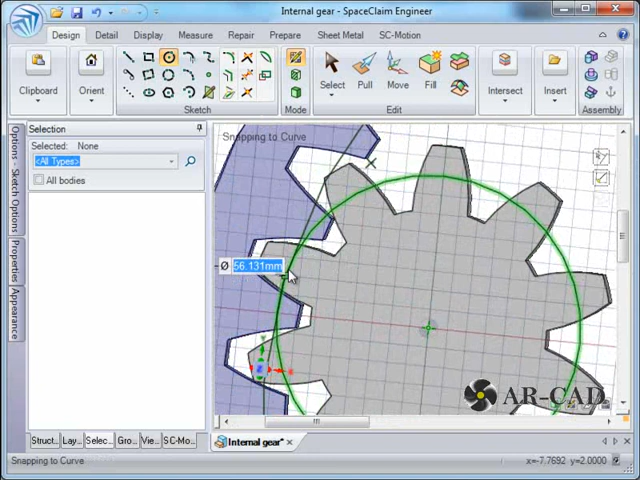 Internal gear - SpaceClaim Engineer
Design Detail Display Measure Repair Prepare Sheet Metal SC-Motion
Clipboard Orient Select Pull Move Fill Intersect Insert
Sketch Mode Edit Assembly
Selection
Selected: None
<All Types>
All bodies
Options - Sketch Options
Properties
Appearance
Snapping to Curve
Ø 56.131mm
AR-CAD
Struct... Lay... Selec... Gro... Vie... SC-Mo...
Internal gear*
Snapping to Curve
x=-7.7692 y=2.0000